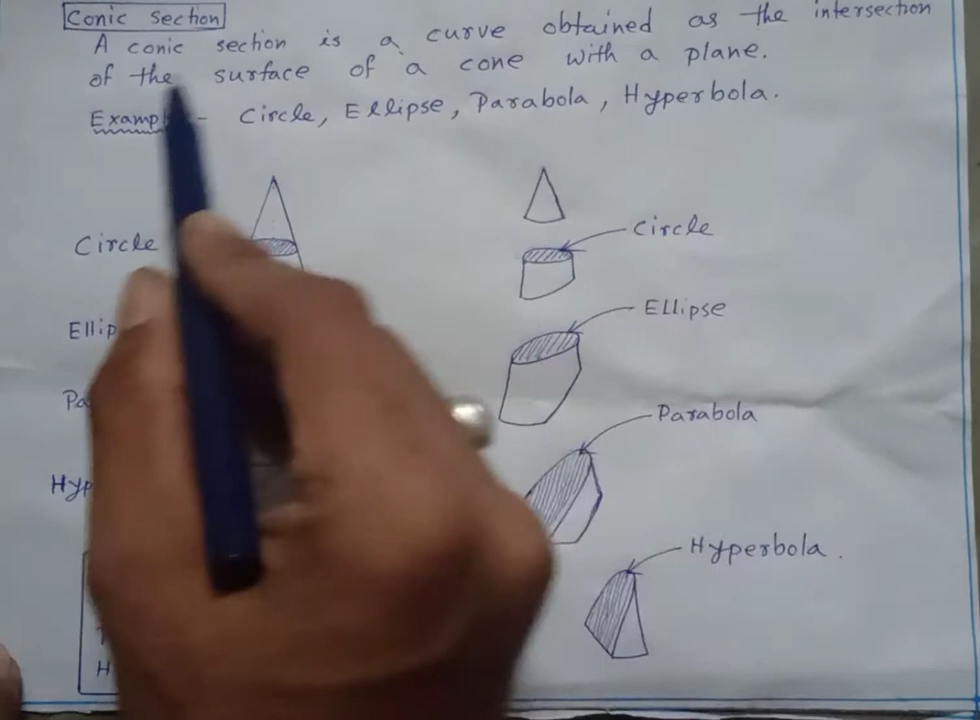 Conic Section
A conic section is a curve obtained as the intersection
of the surface of a cone with a plane.
- Circle, Ellipse, Parabola, Hyperbola.
Circle
Circle
Ellipse
Parabola
Hyperbola.